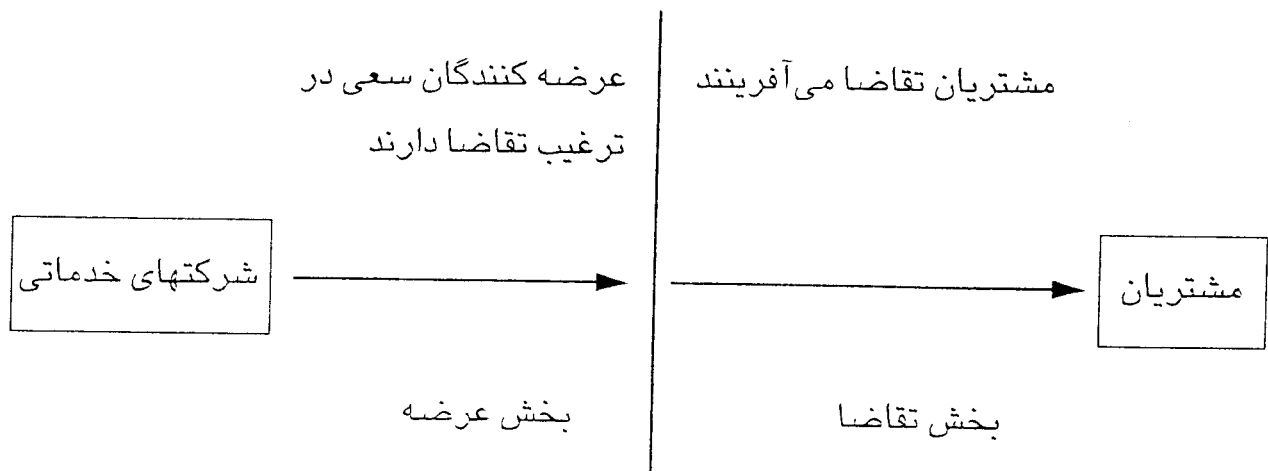 مشتریان تقاضا می‌آفرینند
عرضه کنندگان سعی در
ترغیب تقاضا دارند
مشتریان
شرکتهای خدماتی
بخش تقاضا
بخش عرضه